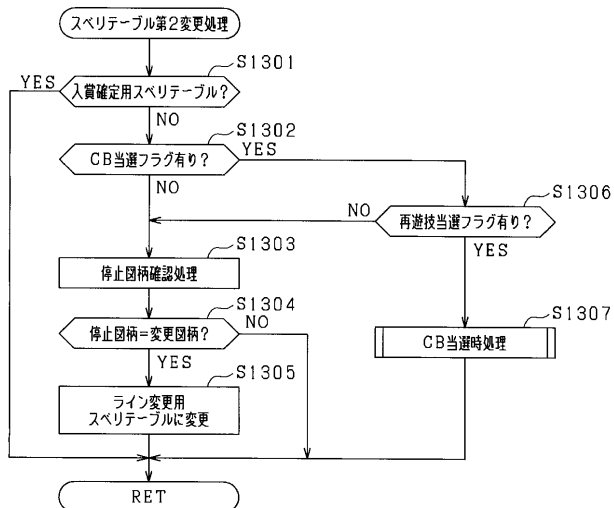 スベリテーブル第2変更処理
S1301
YES
入賞確定用スベリテーブル?
NO
S1302
CB当選フラグ有り?
YES
NO
S1306
NO
再遊技当選フラグ有り?
YES
S1303
停止図柄確認処理
S1304
停止図柄=変更図柄?
NO
YES
S1307
CB当選時処理
S1305
ライン変更用
スベリテーブルに変更
RET